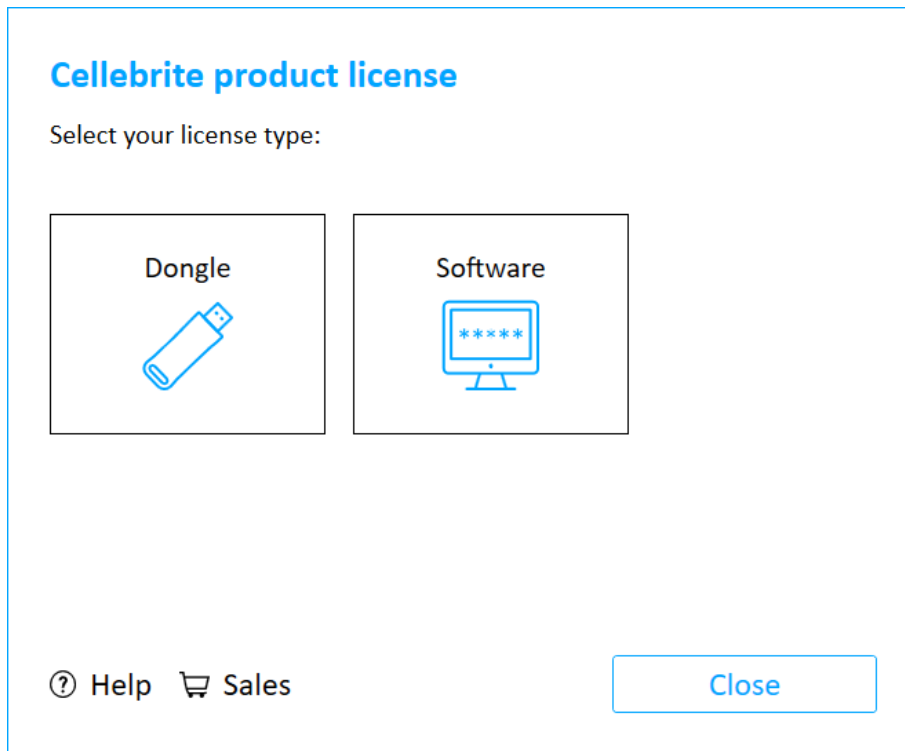 Cellebrite product license
Select your license type:
Dongle
Software
*****
Help
Sales
Close